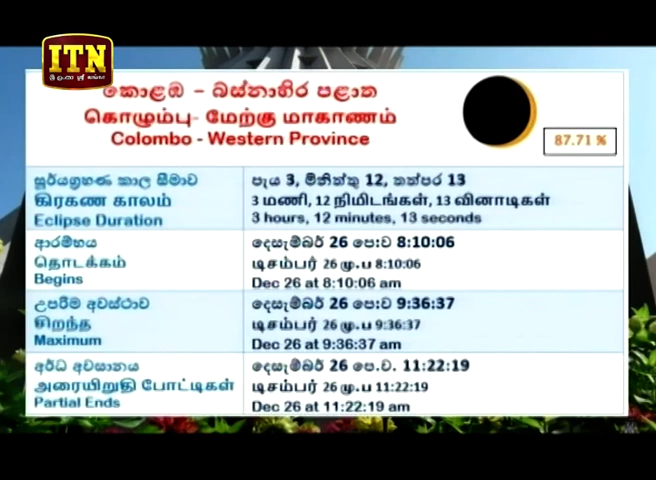 ITN
ශ්‍රී ලංකා ශ්‍රී லங்கா
කොළඹ – බස්නාහිර පළාත
கொழும்பு- மேற்கு மாகாணம்
Colombo - Western Province
87.71 %
සූර්යග්‍රහණ කාල සීමාව
கிரகண காலம்
Eclipse Duration
පැය 3, මිනිත්තු 12, තත්පර 13
3 மணி, 12 நிமிடங்கள், 13 வினாடிகள்
3 hours, 12 minutes, 13 seconds
ආරම්භය
தொடக்கம்
Begins
දෙසැම්බර් 26 පෙ:ව 8:10:06
டிசம்பர் 26 மு.ப 8:10:06
Dec 26 at 8:10:06 am
උපරිම අවස්ථාව
சிறந்த
Maximum
දෙසැම්බර් 26 පෙ:ව 9:36:37
டிசம்பர் 26 மு.ப 9:36:37
Dec 26 at 9:36:37 am
අර්ධ අවසානය
அரையிறுதி போட்டிகள்
Partial Ends
දෙසැම්බර් 26 පෙ.ව. 11:22:19
டிசம்பர் 26 மு.ப 11:22:19
Dec 26 at 11:22:19 am